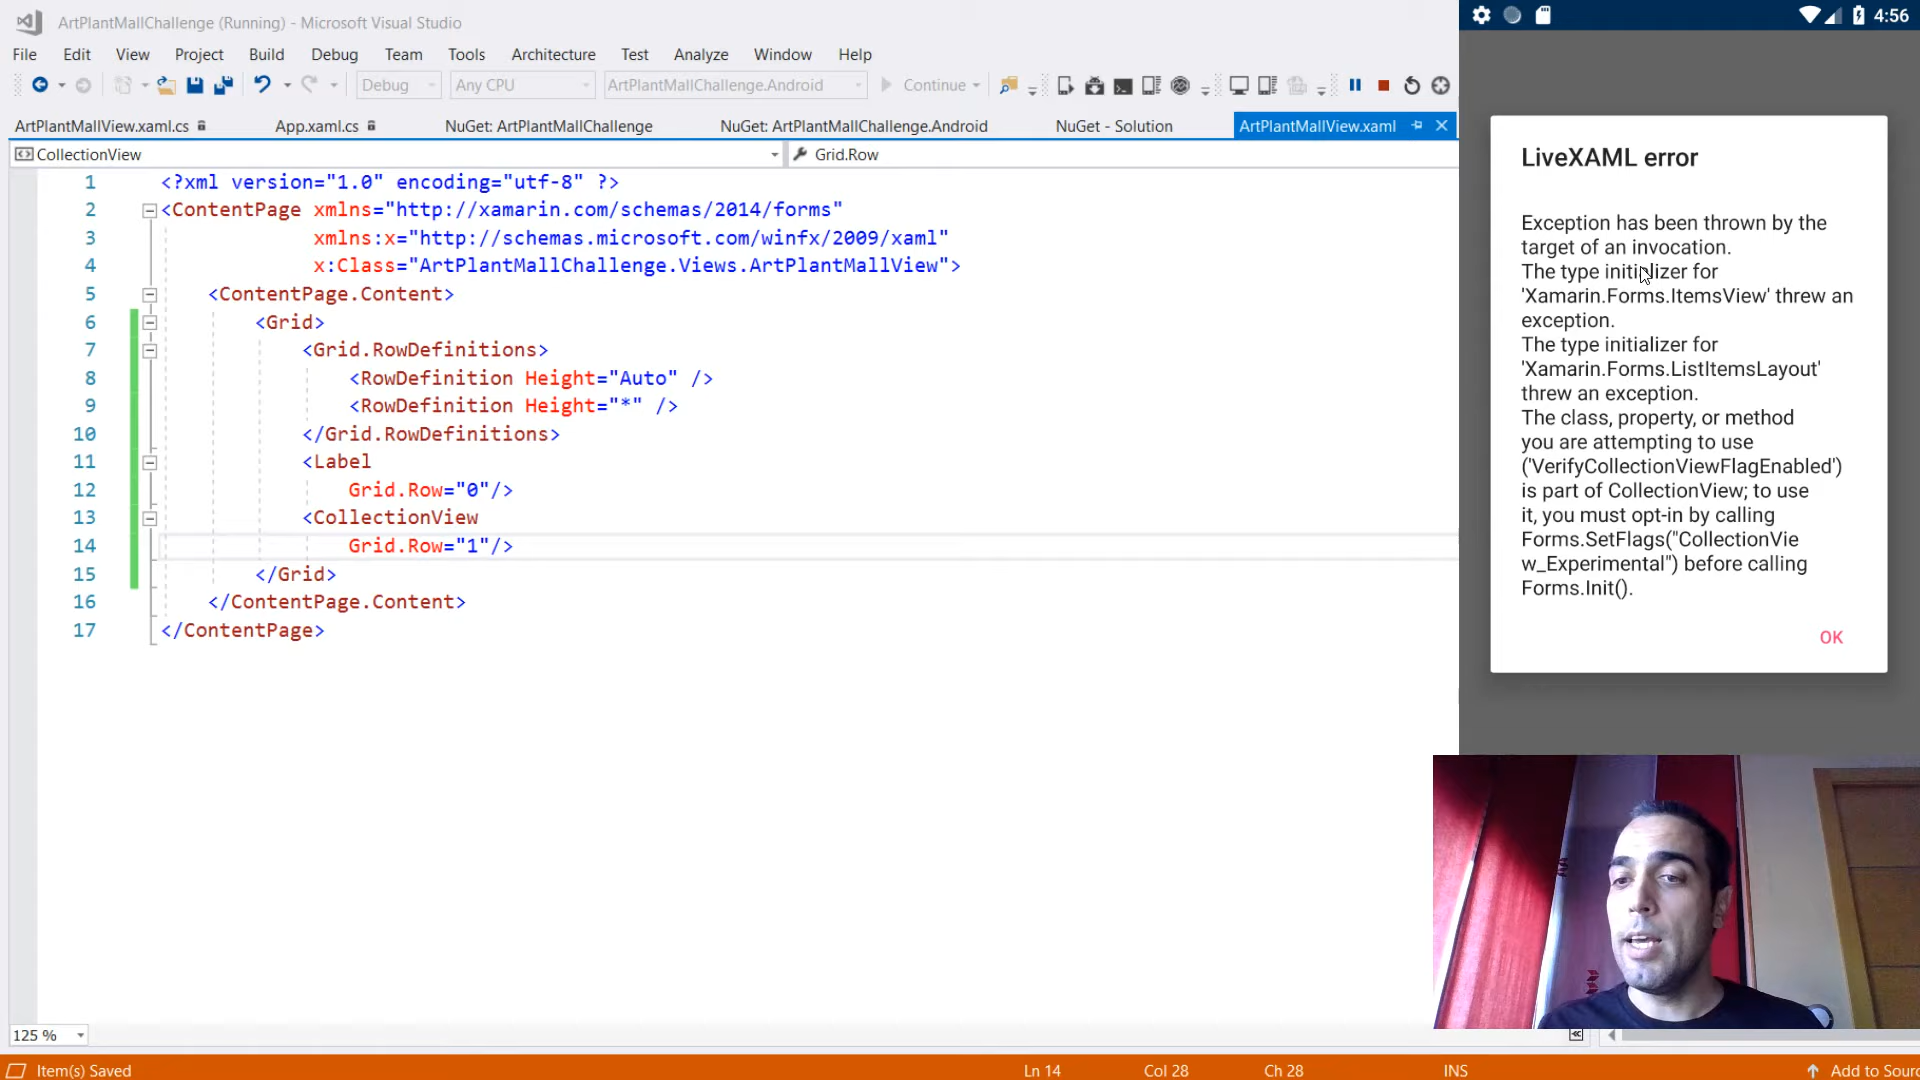 ArtPlantMallChallenge (Running) - Microsoft Visual Studio
File Edit View Project Build Debug Team Tools Architecture Test Analyze Window Help
Debug Any CPU ArtPlantMallChallenge.Android Continue
ArtPlantMallView.xaml.cs App.xaml.cs NuGet: ArtPlantMallChallenge NuGet: ArtPlantMallChallenge.Android NuGet - Solution ArtPlantMallView.xaml
CollectionView Grid.Row
1 <?xml version="1.0" encoding="utf-8" ?>
2 <ContentPage xmlns="http://xamarin.com/schemas/2014/forms"
3 xmlns:x="http://schemas.microsoft.com/winfx/2009/xaml"
4 x:Class="ArtPlantMallChallenge.Views.ArtPlantMallView">
5 <ContentPage.Content>
6 <Grid>
7 <Grid.RowDefinitions>
8 <RowDefinition Height="Auto" />
9 <RowDefinition Height="*" />
10 </Grid.RowDefinitions>
11 <Label
12 Grid.Row="0"/>
13 <CollectionView
14 Grid.Row="1"/>
15 </Grid>
16 </ContentPage.Content>
17 </ContentPage>
125 %
Item(s) Saved Ln 14 Col 28 Ch 28 INS Add to Sourc
4:56
LiveXAML error
Exception has been thrown by the
target of an invocation.
The type initializer for
'Xamarin.Forms.ItemsView' threw an
exception.
The type initializer for
'Xamarin.Forms.ListItemsLayout'
threw an exception.
The class, property, or method
you are attempting to use
('VerifyCollectionViewFlagEnabled')
is part of CollectionView; to use
it, you must opt-in by calling
Forms.SetFlags("CollectionVie
w_Experimental") before calling
Forms.Init().
OK